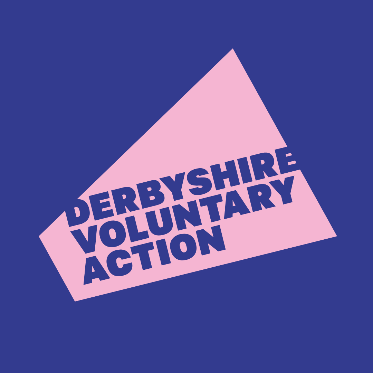 DERBYSHIRE
VOLUNTARY
ACTION